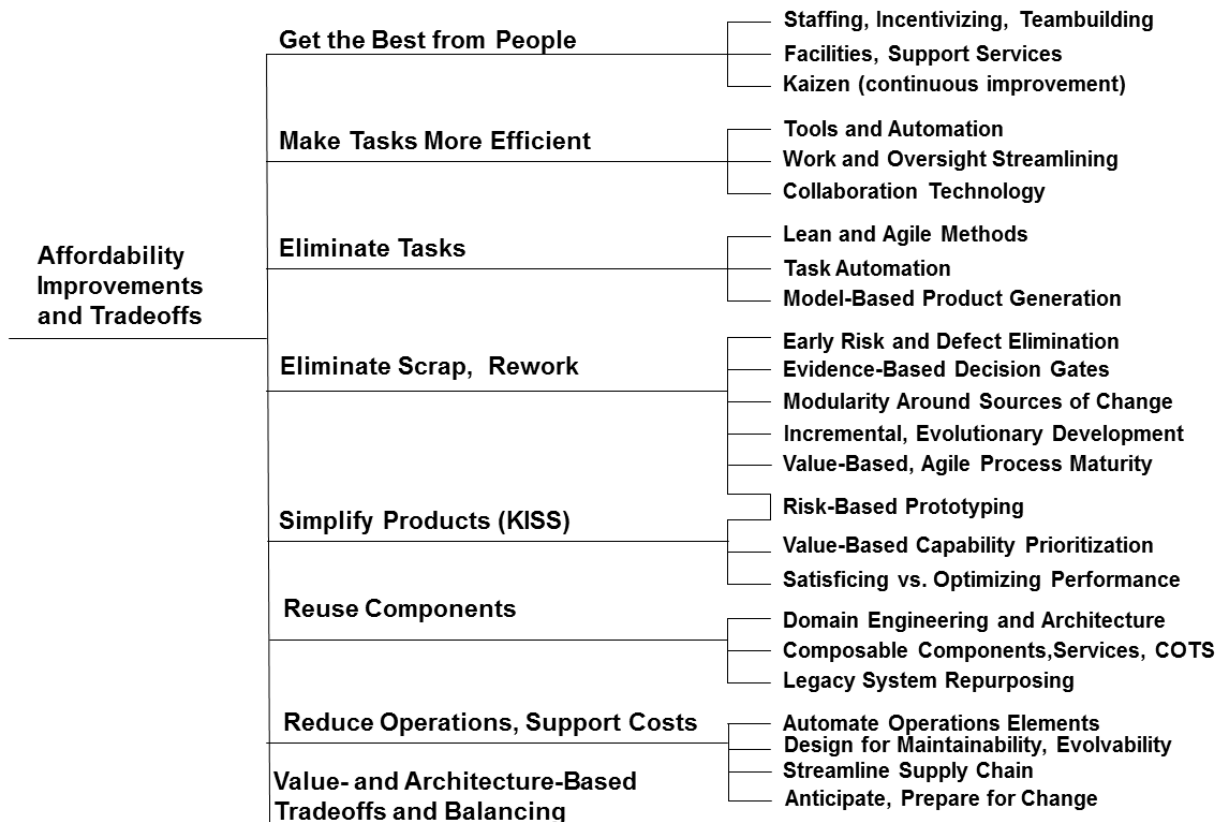 Get the Best from People
Staffing, Incentivizing, Teambuilding
Facilities, Support Services
Kaizen (continuous improvement)
Make Tasks More Efficient
Tools and Automation
Work and Oversight Streamlining
Collaboration Technology
Affordability
Improvements
and Tradeoffs
Eliminate Tasks
Lean and Agile Methods
Task Automation
Model-Based Product Generation
Eliminate Scrap, Rework
Early Risk and Defect Elimination
Evidence-Based Decision Gates
Modularity Around Sources of Change
Incremental, Evolutionary Development
Value-Based, Agile Process Maturity
Risk-Based Prototyping
Simplify Products (KISS)
Value-Based Capability Prioritization
Satisficing vs. Optimizing Performance
Reuse Components
Domain Engineering and Architecture
Composable Components,Services, COTS
Legacy System Repurposing
Reduce Operations, Support Costs
Automate Operations Elements
Design for Maintainability, Evolvability
Streamline Supply Chain
Anticipate, Prepare for Change
Value- and Architecture-Based
Tradeoffs and Balancing